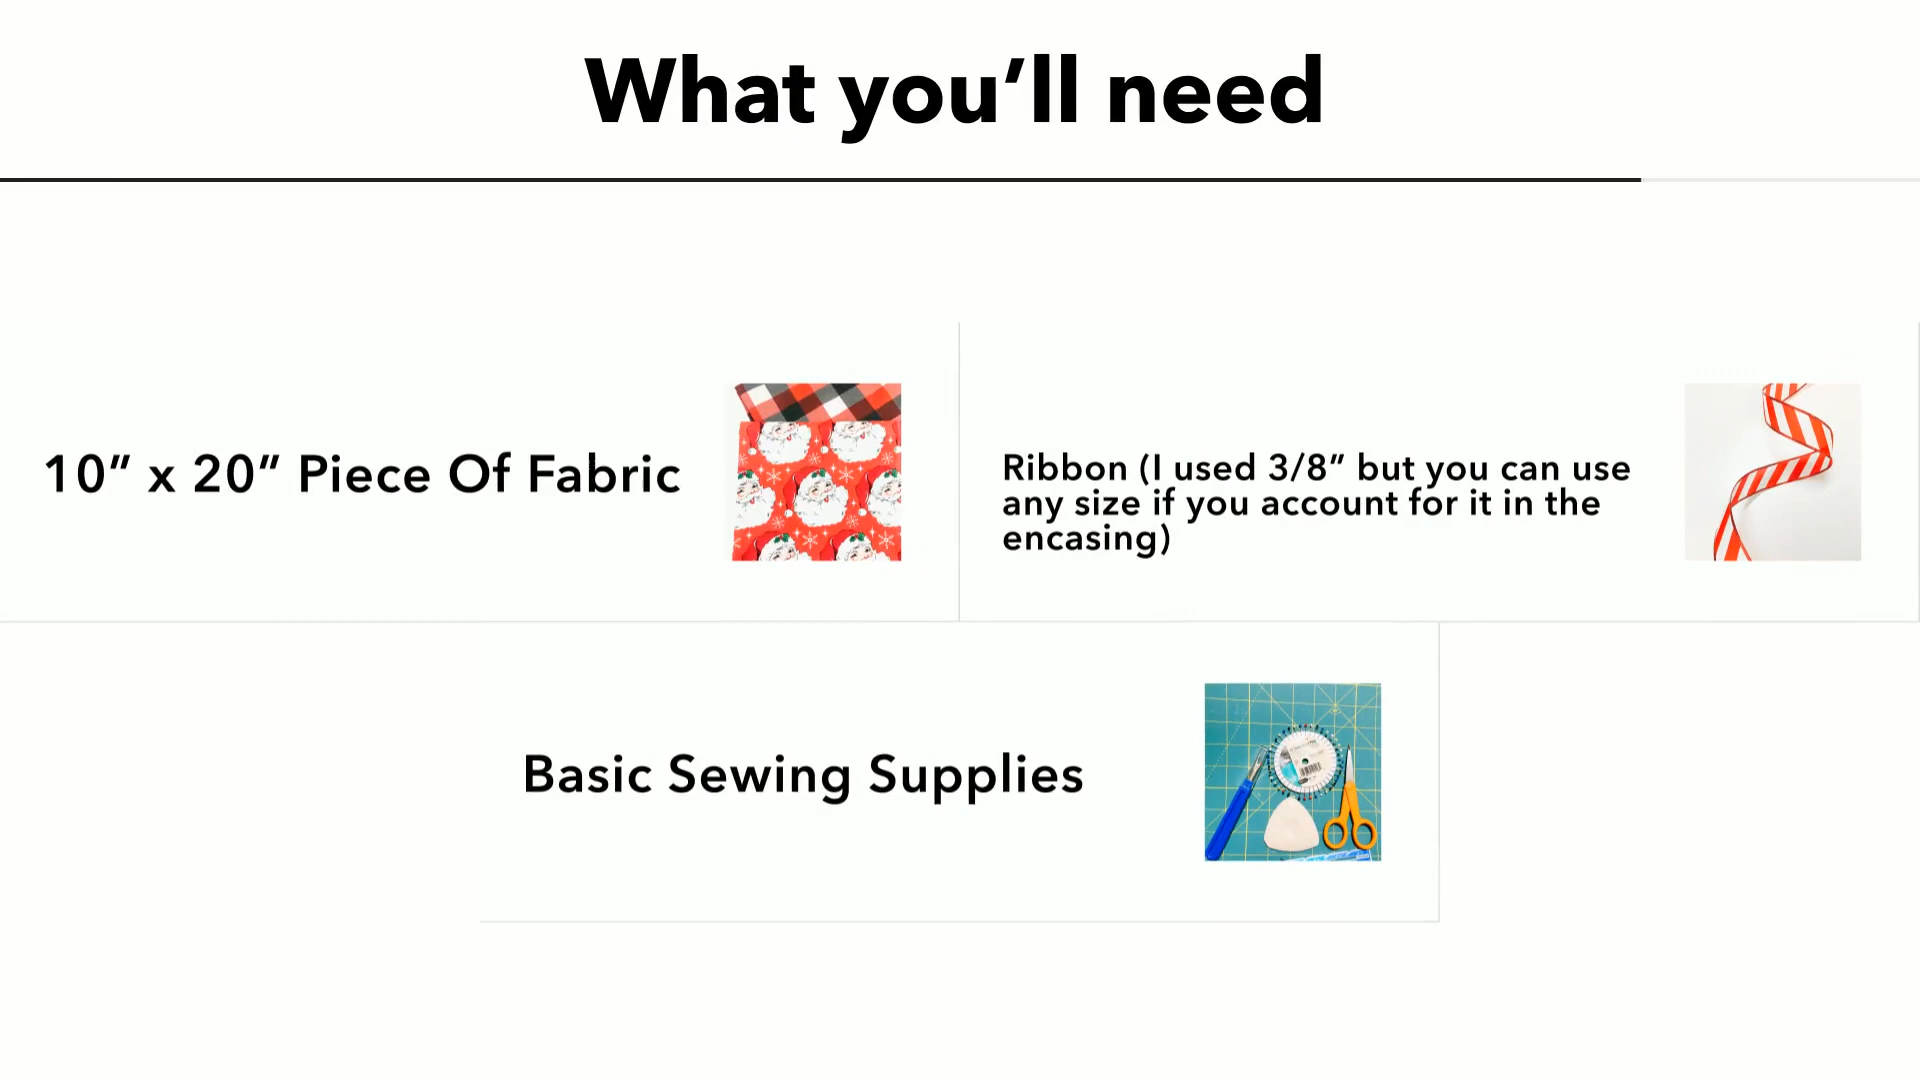 What you’ll need
10” x 20” Piece Of Fabric
Ribbon (I used 3/8” but you can use
any size if you account for it in the
encasing)
Basic Sewing Supplies